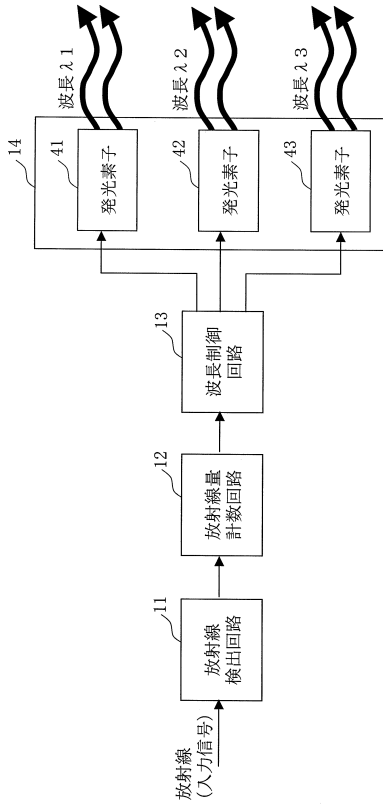 放射線
(入力信号)
11
放射線
検出回路
12
放射線量
計数回路
13
波長制御
回路
14
41
発光素子
波長λ1
42
発光素子
波長λ2
43
発光素子
波長λ3